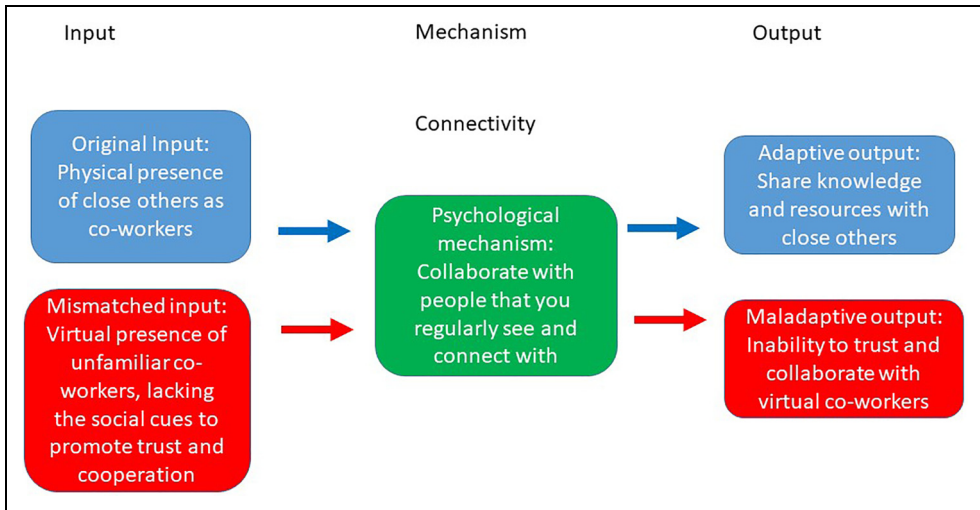 Input
Mechanism
Output
Connectivity
Original Input:
Physical presence
of close others as
co-workers
Mismatched input:
Virtual presence of
unfamiliar co-
workers, lacking
the social cues to
promote trust and
cooperation
Psychological
mechanism:
Collaborate with
people that you
regularly see and
connect with
Adaptive output:
Share knowledge
and resources with
close others
Maladaptive output:
Inability to trust and
collaborate with
virtual co-workers